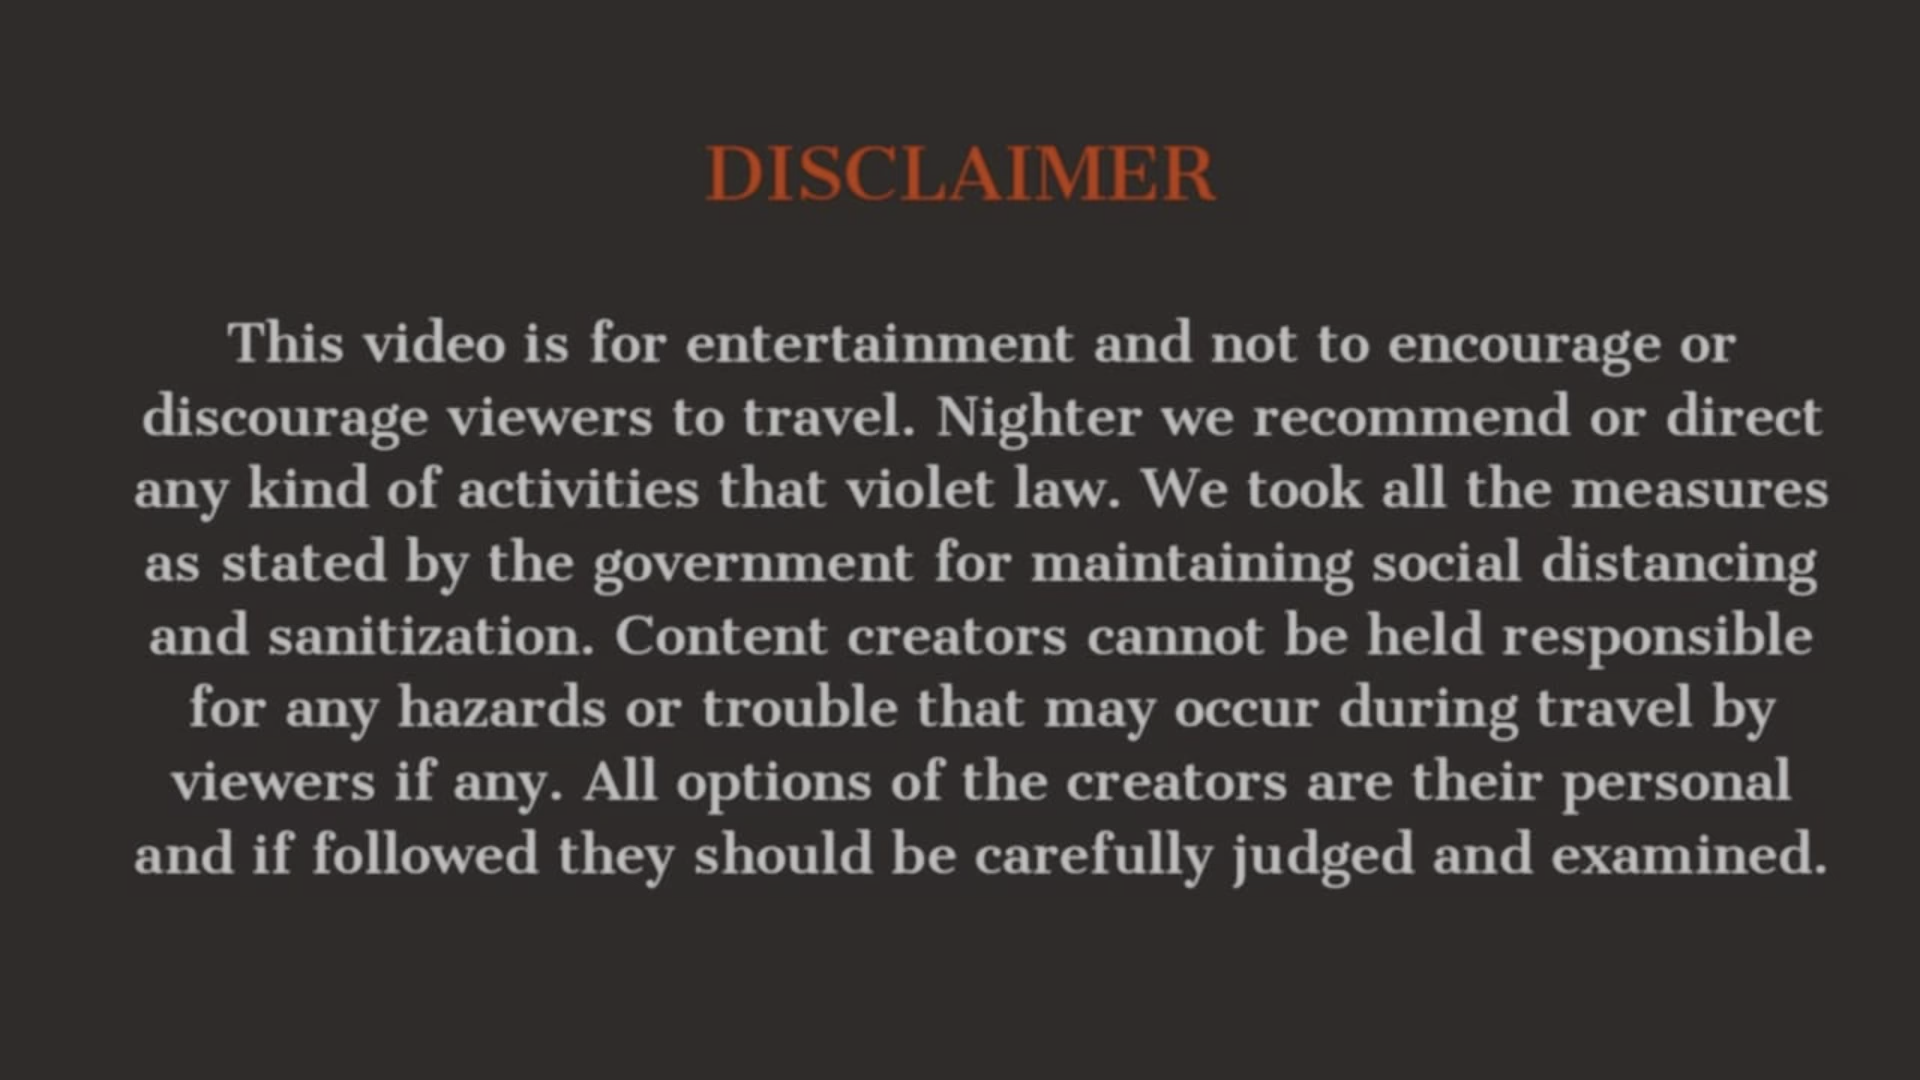 DISCLAIMER
This video is for entertainment and not to encourage or
discourage viewers to travel. Nighter we recommend or direct
any kind of activities that violet law. We took all the measures
as stated by the government for maintaining social distancing
and sanitization. Content creators cannot be held responsible
for any hazards or trouble that may occur during travel by
viewers if any. All options of the creators are their personal
and if followed they should be carefully judged and examined.